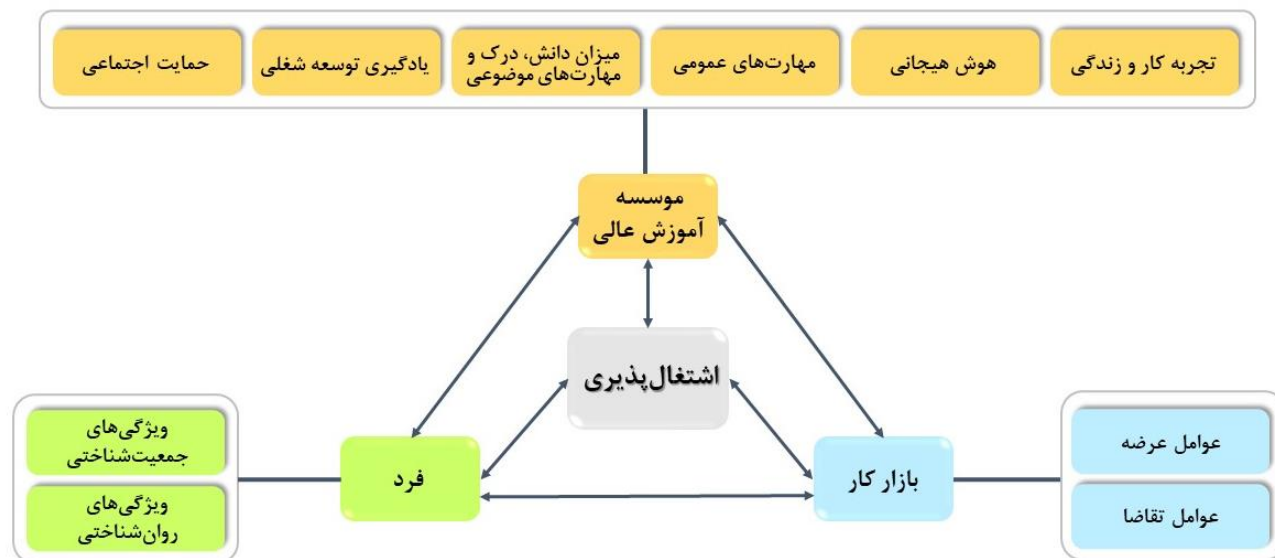 تجربه کار و زندگی
هوش هیجانی
مهارت‌های عمومی
میزان دانش، درک و
مهارت‌های موضوعی
یادگیری توسعه شغلی
حمایت اجتماعی
موسسه
آموزش عالی
اشتغال‌پذیری
بازار کار
فرد
عوامل عرضه
عوامل تقاضا
ویژگی‌های
جمعیت‌شناختی
ویژگی‌های
روان‌شناختی